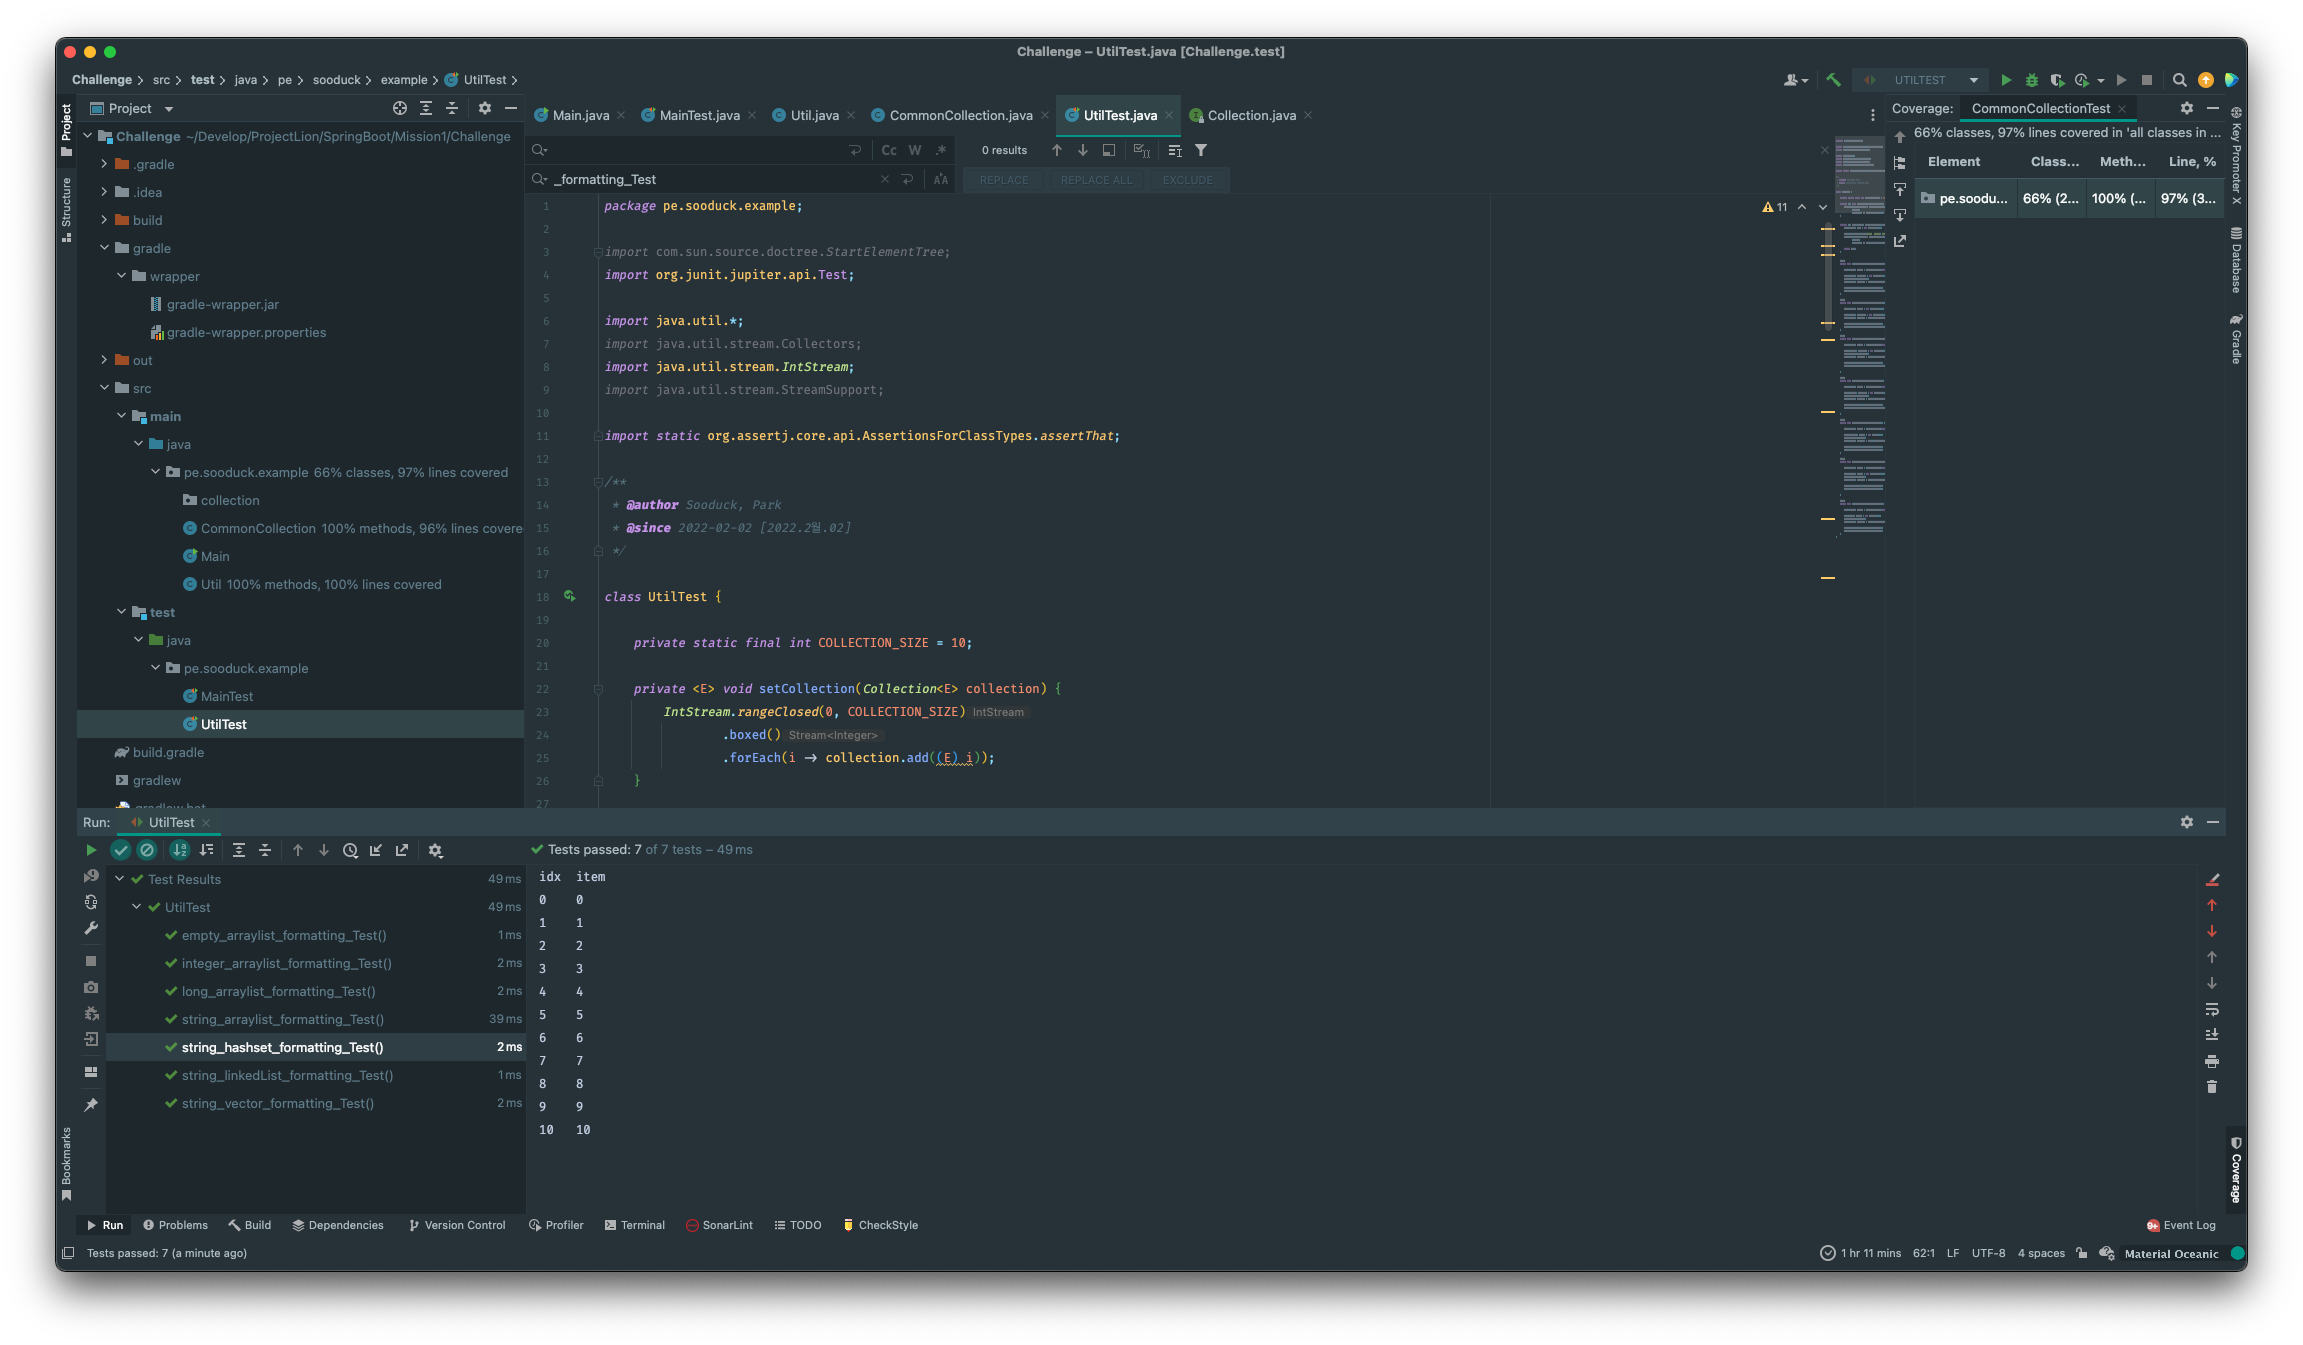 Challenge – UtilTest.java [Challenge.test]
Challenge src test java pe sooduck example UtilTest
UTILTEST
Project
Project
Structure
Bookmarks
Challenge ~/Develop/ProjectLion/SpringBoot/Mission1/Challenge
.gradle
.idea
build
gradle
wrapper
gradle-wrapper.jar
gradle-wrapper.properties
out
src
main
java
pe.sooduck.example 66% classes, 97% lines covered
collection
CommonCollection 100% methods, 96% lines covere
Main
Util 100% methods, 100% lines covered
test
java
pe.sooduck.example
MainTest
UtilTest
build.gradle
gradlew
gradlew.bat
Main.java MainTest.java Util.java CommonCollection.java UtilTest.java Collection.java
Cc W .* 0 results
_formatting_Test REPLACE REPLACE ALL EXCLUDE
11
1 package pe.sooduck.example;
2
3 import com.sun.source.doctree.StartElementTree;
4 import org.junit.jupiter.api.Test;
5
6 import java.util.*;
7 import java.util.stream.Collectors;
8 import java.util.stream.IntStream;
9 import java.util.stream.StreamSupport;
10
11 import static org.assertj.core.api.AssertionsForClassTypes.assertThat;
12
13 /**
14 * @author Sooduck, Park
15 * @since 2022-02-02 [2022.2월.02]
16 */
17
18 class UtilTest {
19
20 private static final int COLLECTION_SIZE = 10;
21
22 private <E> void setCollection(Collection<E> collection) {
23 IntStream.rangeClosed(0, COLLECTION_SIZE) IntStream
24 .boxed() Stream<Integer>
25 .forEach(i → collection.add((E) i));
26 }
27
Coverage: CommonCollectionTest
66% classes, 97% lines covered in 'all classes in ...
Element Class... Meth... Line, %
pe.soodu... 66% (2... 100% (... 97% (3...
Key Promoter X
Database
Gradle
Coverage
Run: UtilTest
Tests passed: 7 of 7 tests – 49 ms
Test Results 49 ms
UtilTest 49 ms
empty_arraylist_formatting_Test() 1 ms
integer_arraylist_formatting_Test() 2 ms
long_arraylist_formatting_Test() 2 ms
string_arraylist_formatting_Test() 39 ms
string_hashset_formatting_Test() 2 ms
string_linkedList_formatting_Test() 1 ms
string_vector_formatting_Test() 2 ms
idx item
0 0
1 1
2 2
3 3
4 4
5 5
6 6
7 7
8 8
9 9
10 10
Run Problems Build Dependencies Version Control Profiler Terminal SonarLint TODO CheckStyle 9+ Event Log
Tests passed: 7 (a minute ago) 1 hr 11 mins 62:1 LF UTF-8 4 spaces Material Oceanic